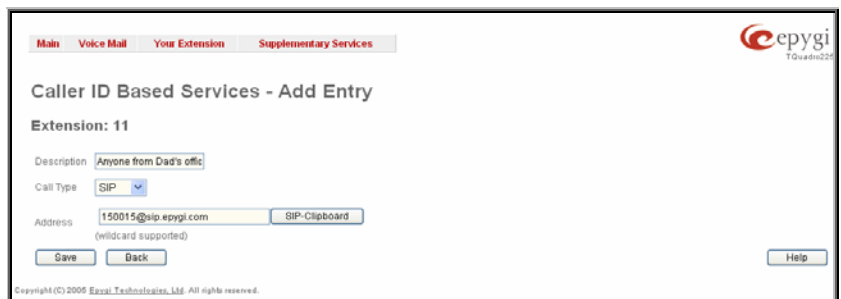 Main Voice Mail Your Extension Supplementary Services
epygi
TQuadro225
Caller ID Based Services - Add Entry
Extension: 11
Description Anyone from Dad's offic
Call Type SIP
Address 150015@sip.epygi.com SIP-Clipboard
(wildcard supported)
Save Back Help
Copyright (C) 2005 Epygi Technologies, Ltd. All rights reserved.